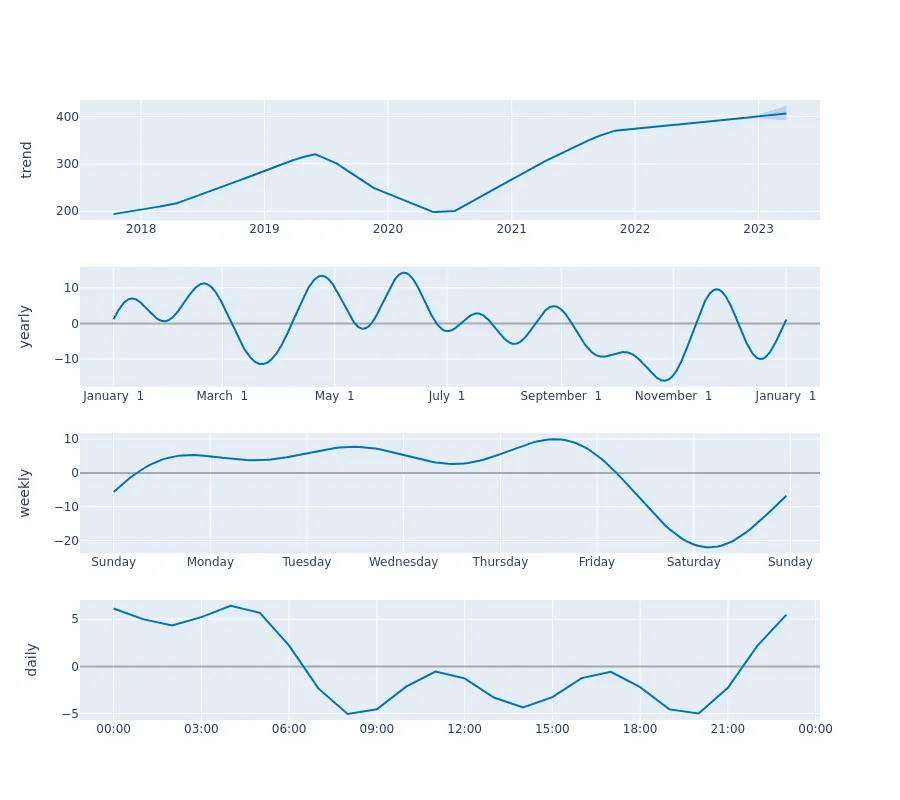 trend
400
300
200
2018 2019 2020 2021 2022 2023
yearly
10
0
−10
January 1 March 1 May 1 July 1 September 1 November 1 January 1
weekly
10
0
−10
−20
Sunday Monday Tuesday Wednesday Thursday Friday Saturday Sunday
daily
5
0
−5
00:00 03:00 06:00 09:00 12:00 15:00 18:00 21:00 00:00